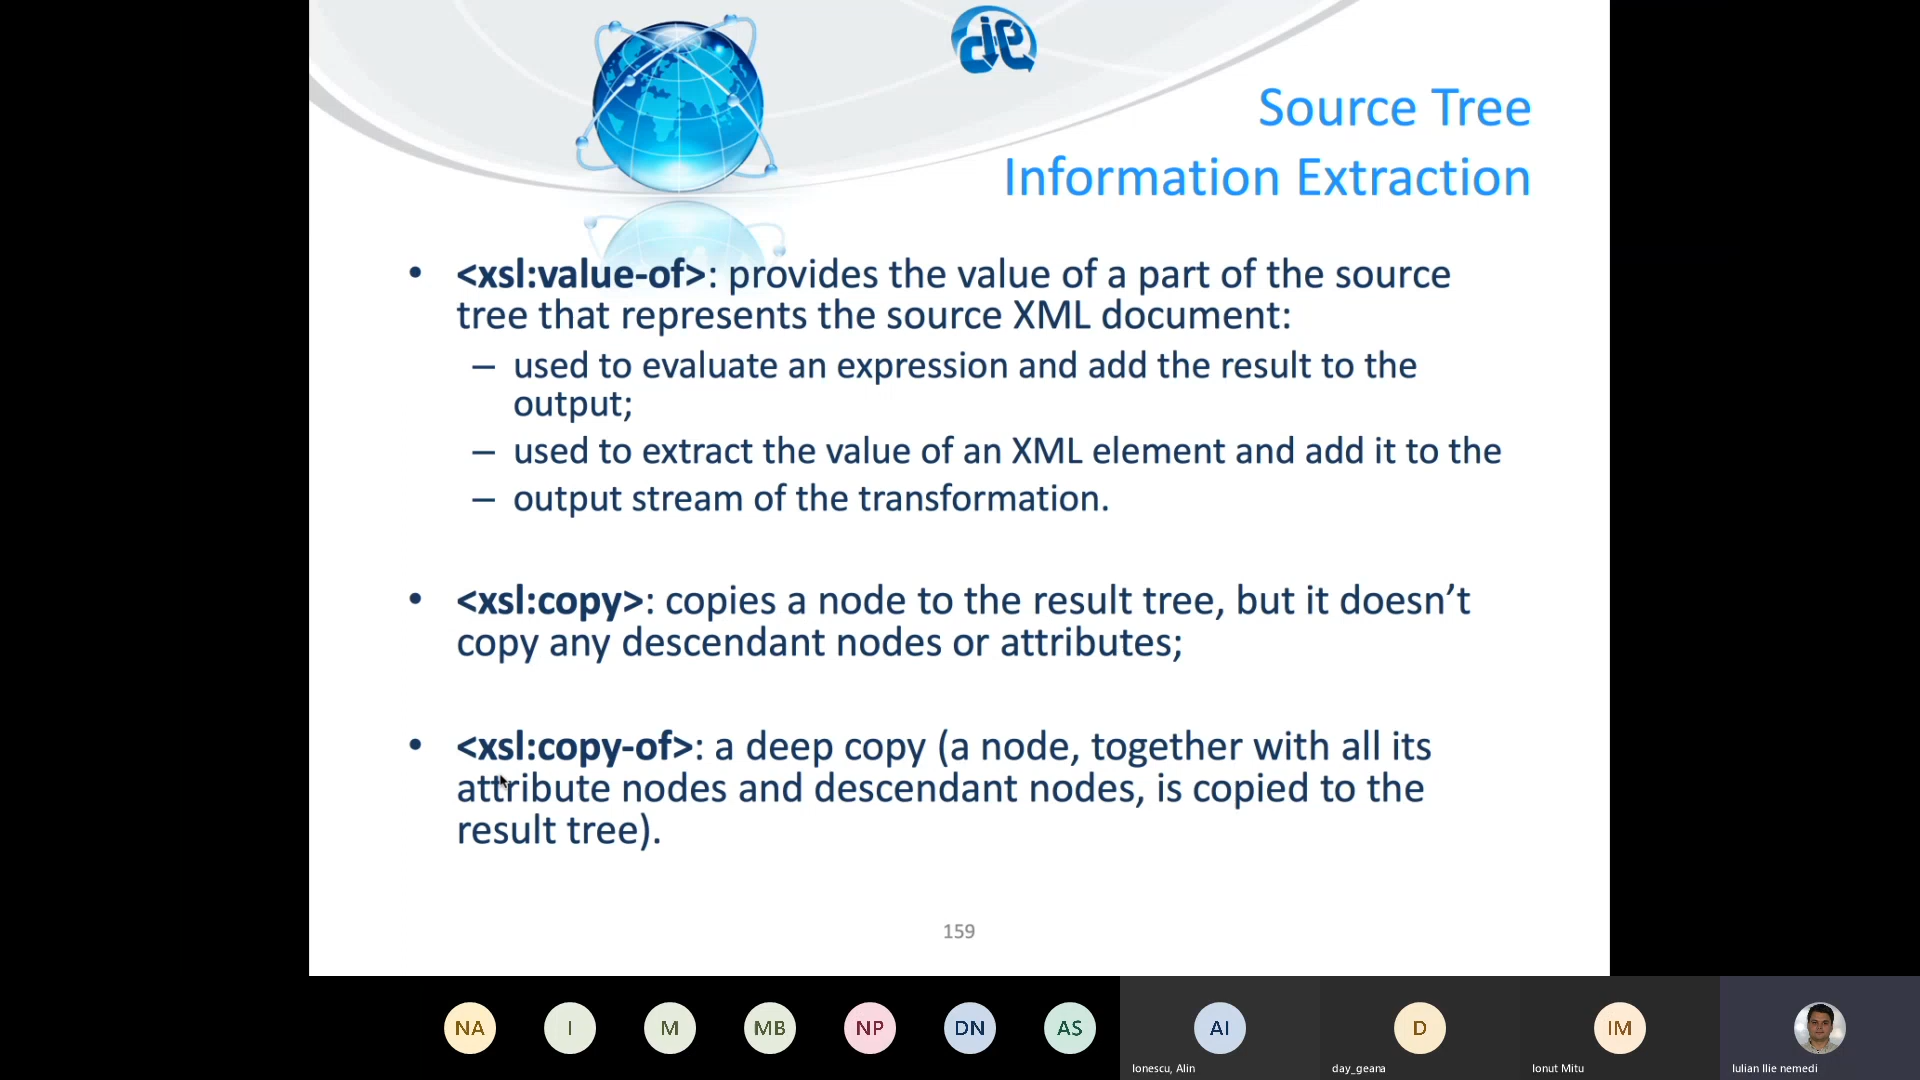 die
Source Tree
Information Extraction
• <xsl:value-of>: provides the value of a part of the source
tree that represents the source XML document:
– used to evaluate an expression and add the result to the
output;
– used to extract the value of an XML element and add it to the
– output stream of the transformation.
• <xsl:copy>: copies a node to the result tree, but it doesn’t
copy any descendant nodes or attributes;
• <xsl:copy-of>: a deep copy (a node, together with all its
attribute nodes and descendant nodes, is copied to the
result tree).
159
NA
I
M
MB
NP
DN
AS
AI
D
IM
Ionescu, Alin
day_geana
Ionut Mitu
Iulian Ilie nemedi